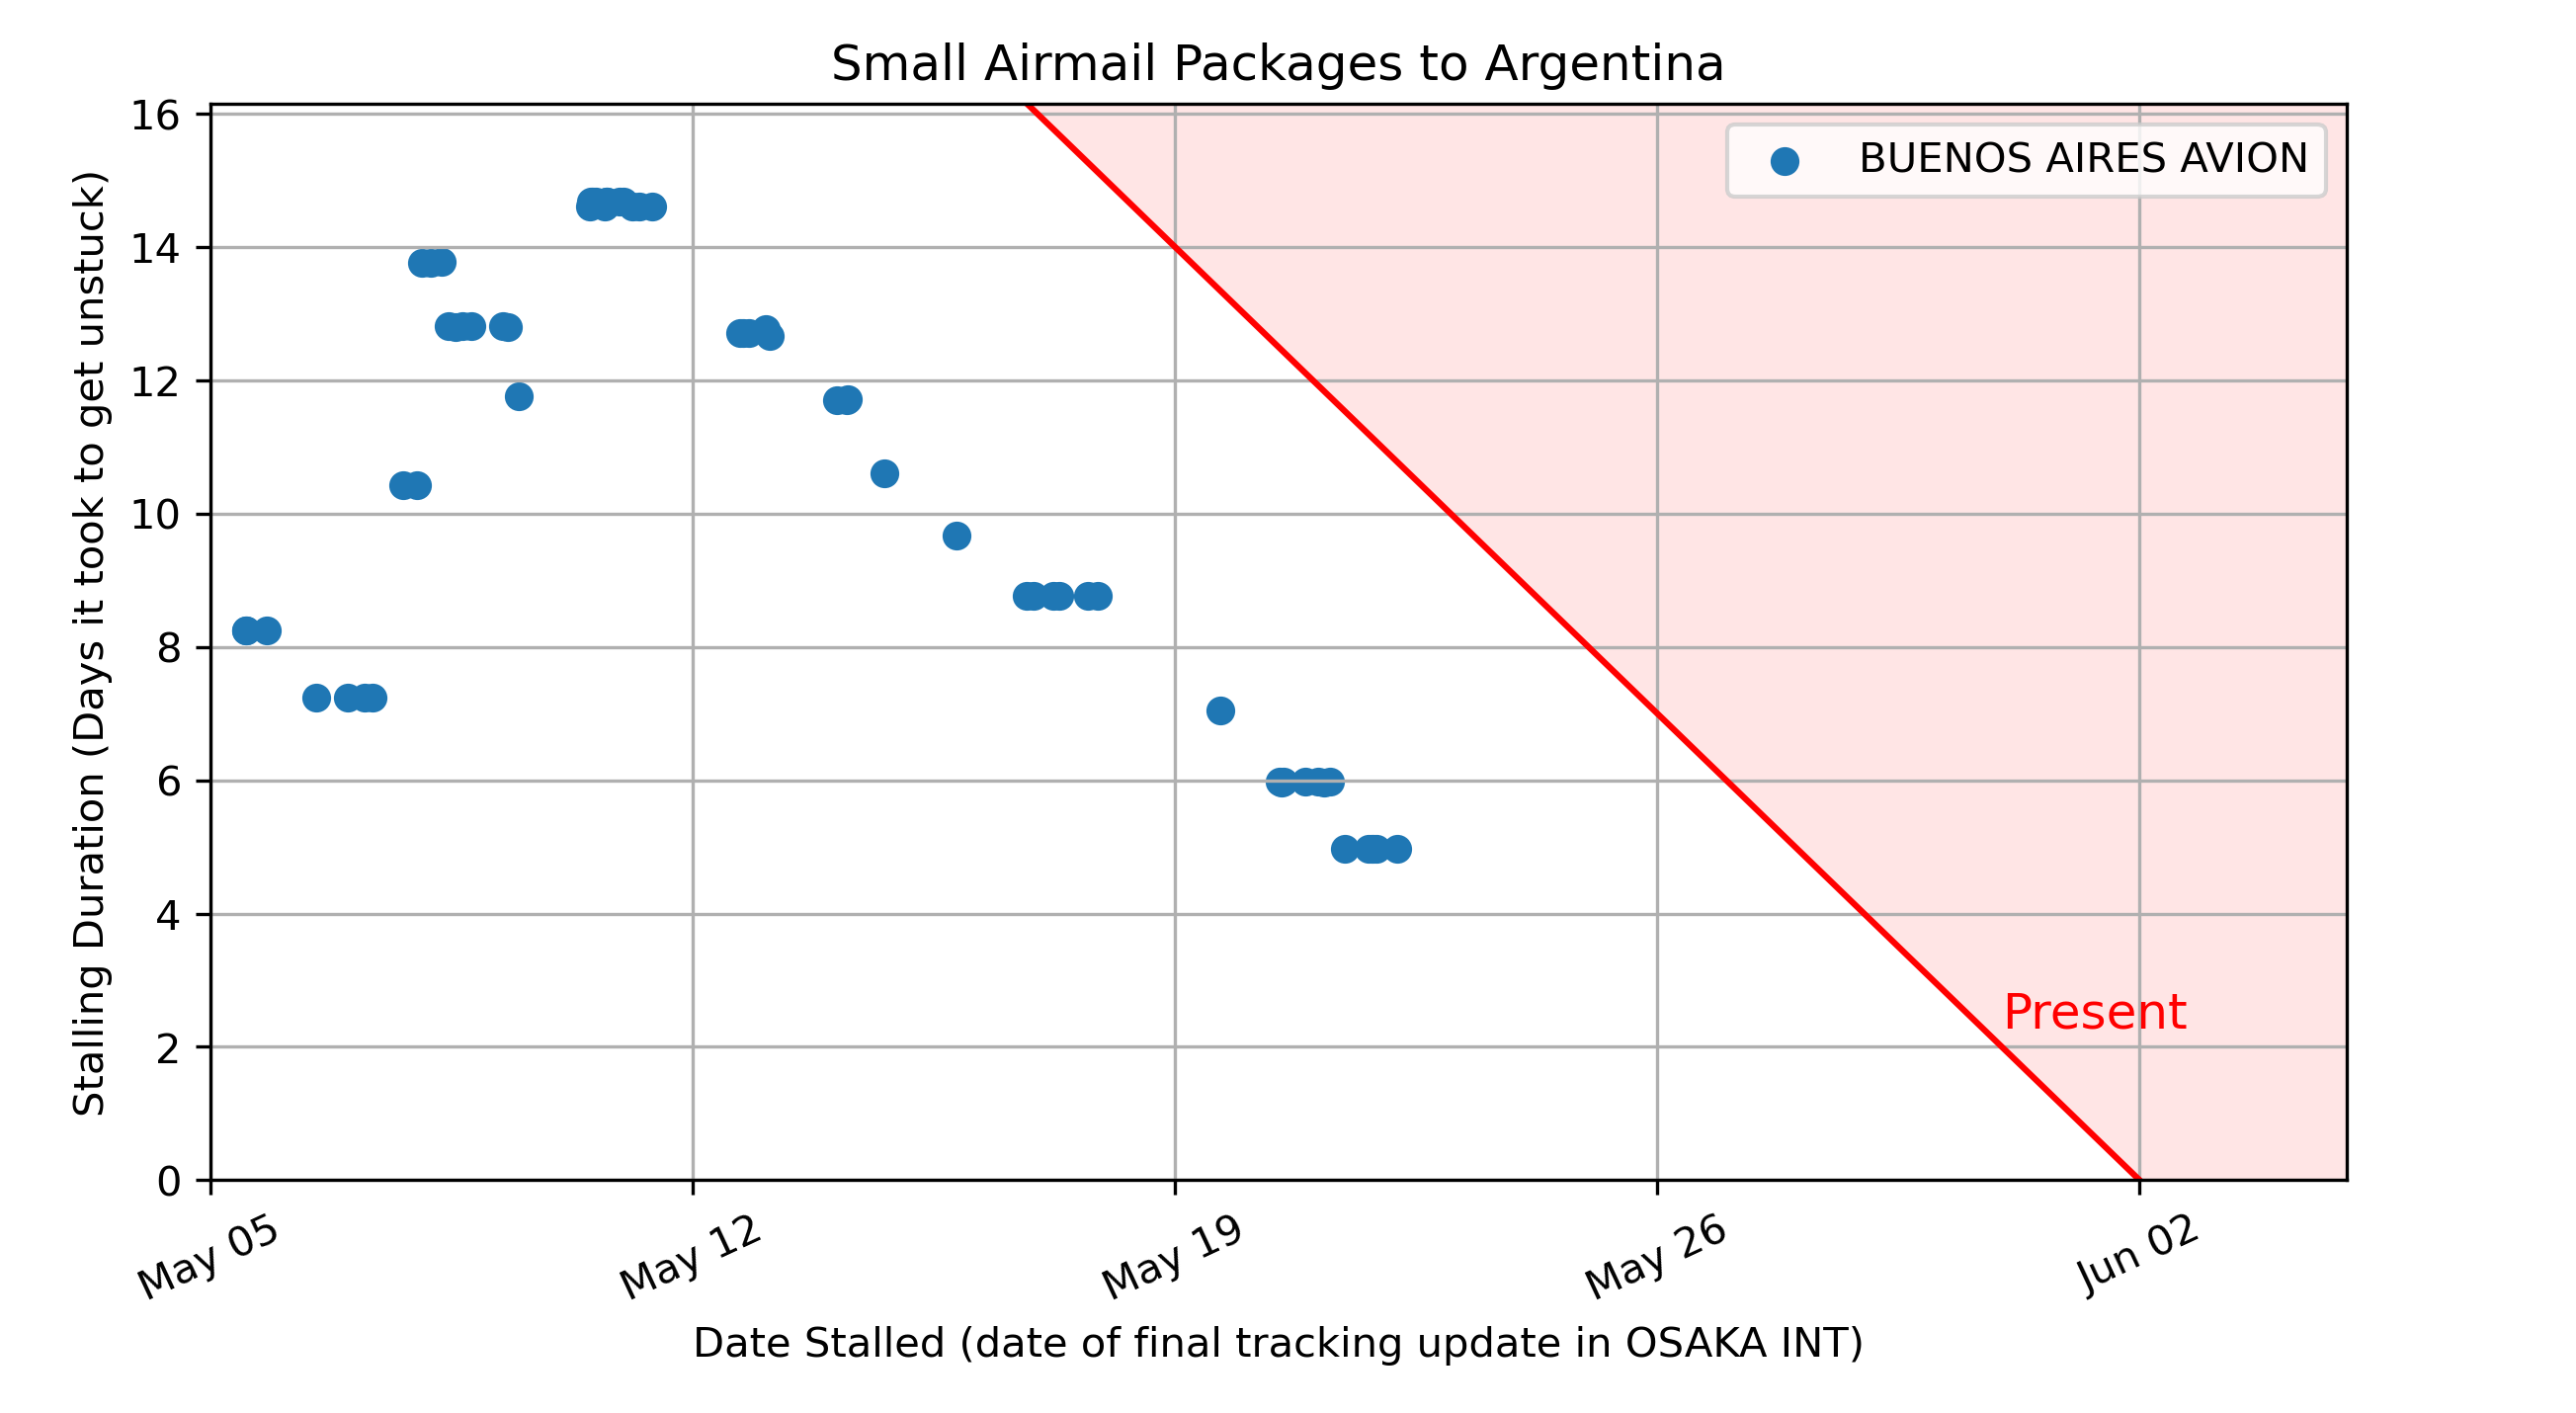 Small Airmail Packages to Argentina
BUENOS AIRES AVION
Stalling Duration (Days it took to get unstuck)
16
14
12
10
8
6
4
2
0
Present
May 05
May 12
May 19
May 26
Jun 02
Date Stalled (date of final tracking update in OSAKA INT)